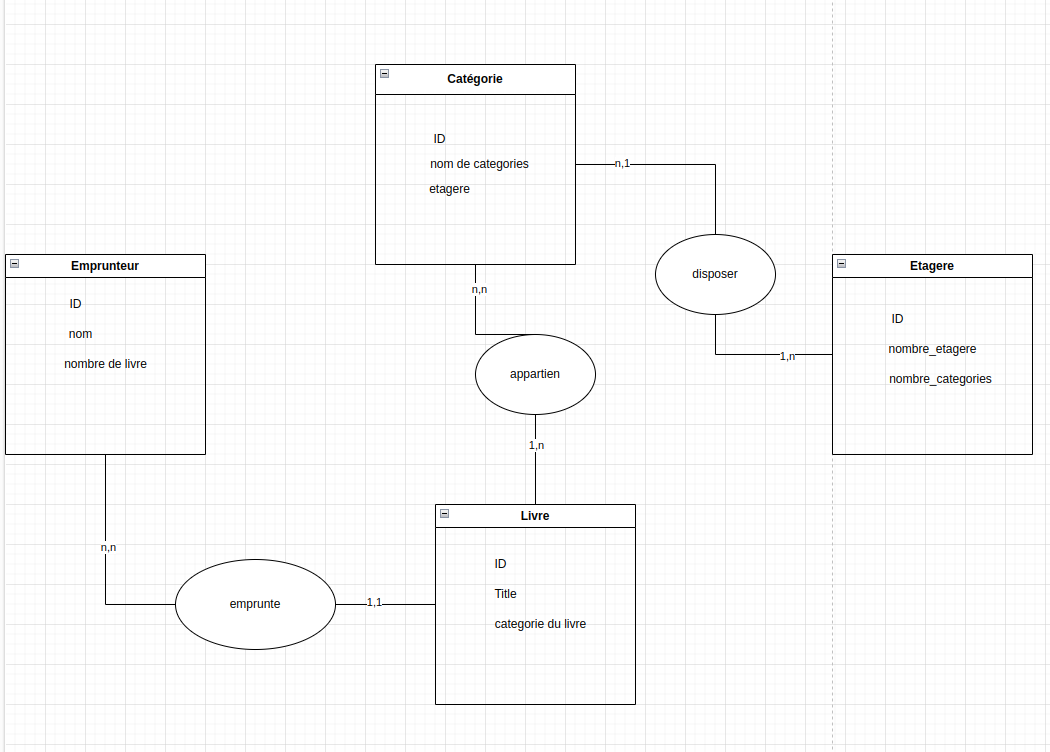 Catégorie
ID
nom de categories
etagere
n,1
disposer
1,n
Etagere
ID
nombre_etagere
nombre_categories
Emprunteur
ID
nom
nombre de livre
n,n
appartien
1,n
Livre
ID
Title
categorie du livre
n,n
emprunte
1,1